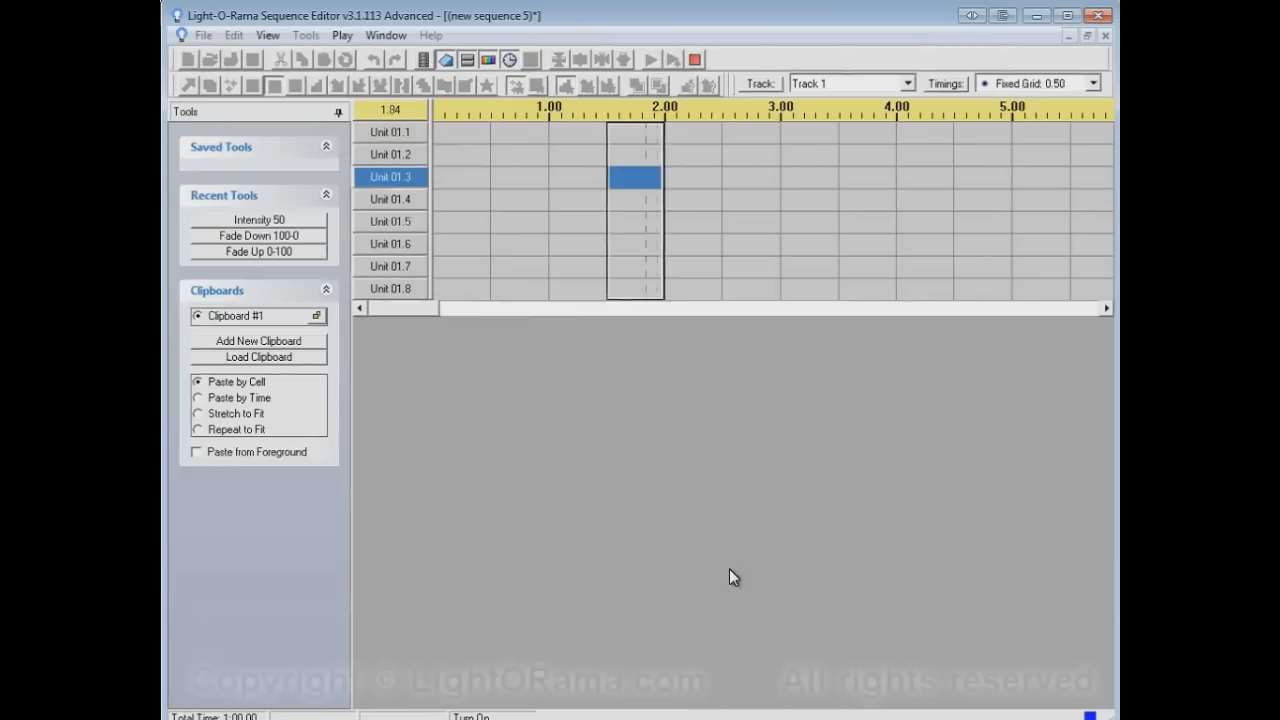 Light-O-Rama Sequence Editor v3.1.113 Advanced - [(new sequence 5)*]
File Edit View Tools Play Window Help
Track: Track 1 Timings: Fixed Grid: 0.50
Tools
1.84 1.00 2.00 3.00 4.00 5.00
Saved Tools
Recent Tools
Intensity 50
Fade Down 100-0
Fade Up 0-100
Clipboards
Clipboard #1
Add New Clipboard
Load Clipboard
Paste by Cell
Paste by Time
Stretch to Fit
Repeat to Fit
Paste from Foreground
Unit 01.1
Unit 01.2
Unit 01.3
Unit 01.4
Unit 01.5
Unit 01.6
Unit 01.7
Unit 01.8
Copyright © LightORama.com All rights reserved
Total Time: 1:00.00 Turn On